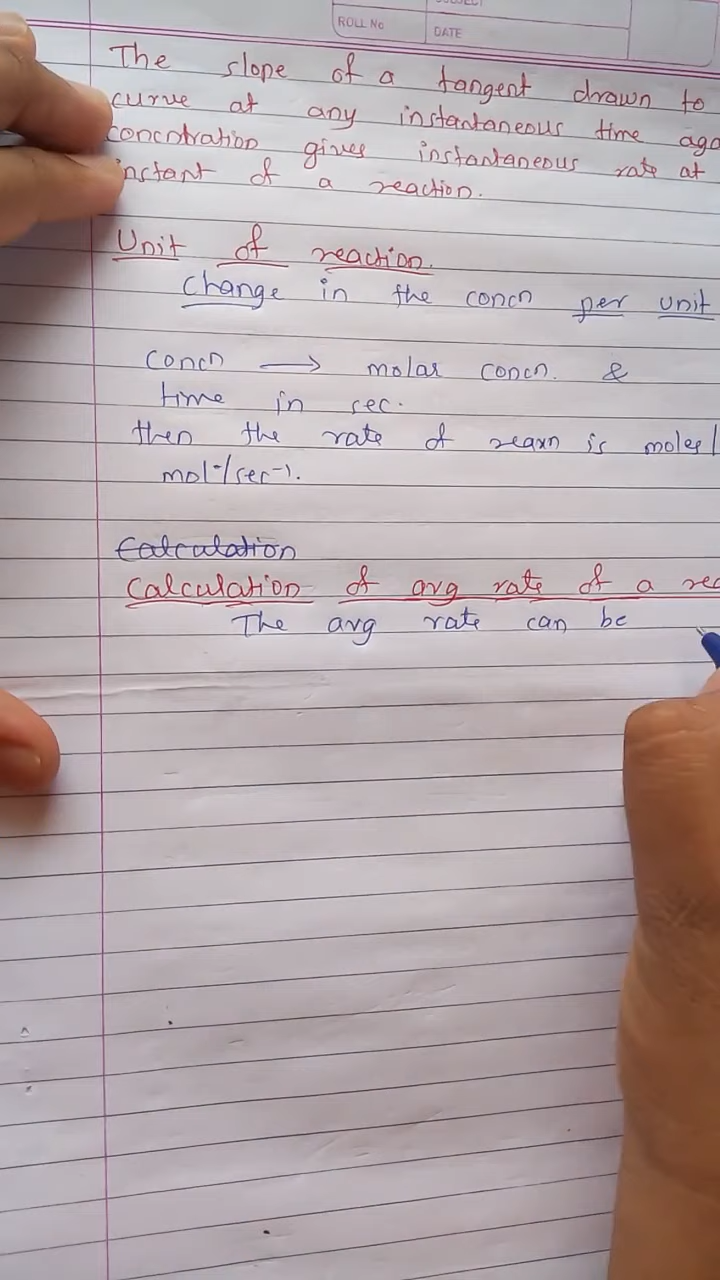 ROLL No
DATE
The slope of a tangent drawn to
curve at any instantaneous time aga
concntration gives instantaneous rate at
instant of a reaction.
Unit of reaction.
Change in the concn per unit
concn → molar concn. &
time in sec.
then the rate of reaxn is moles/
mol⁻/sec⁻¹.
Calculation
Calculation of avg rate of a rea
The avg rate can be